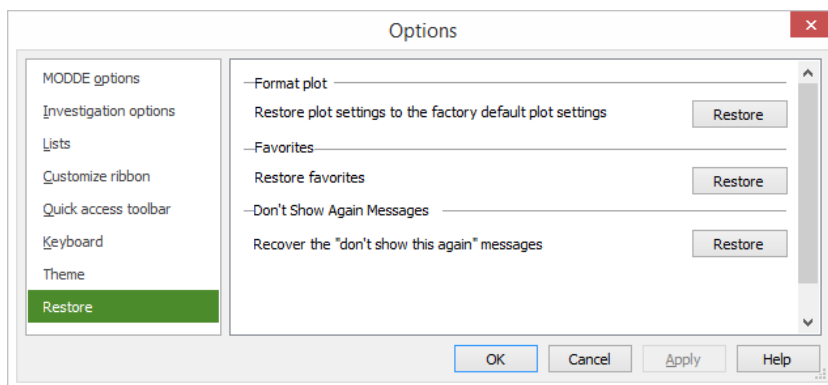 Options
MODDE options
Investigation options
Lists
Customize ribbon
Quick access toolbar
Keyboard
Theme
Restore
Format plot
Restore plot settings to the factory default plot settings
Restore
Favorites
Restore favorites
Restore
Don't Show Again Messages
Recover the "don't show this again" messages
Restore
OK
Cancel
Apply
Help